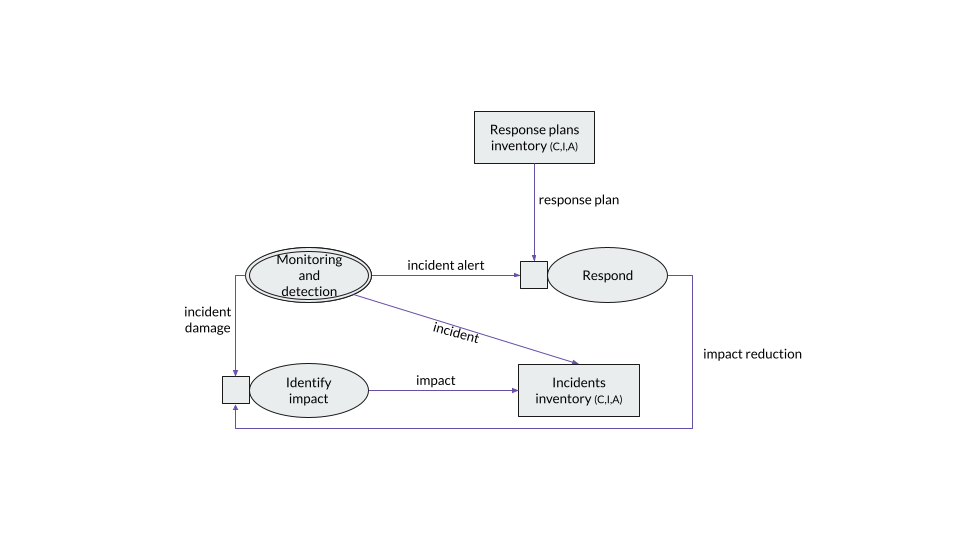 Response plans
inventory (C,I,A)
response plan
Monitoring
and
detection
incident alert
Respond
incident
damage
incident
impact reduction
Identify
impact
impact
Incidents
inventory (C,I,A)